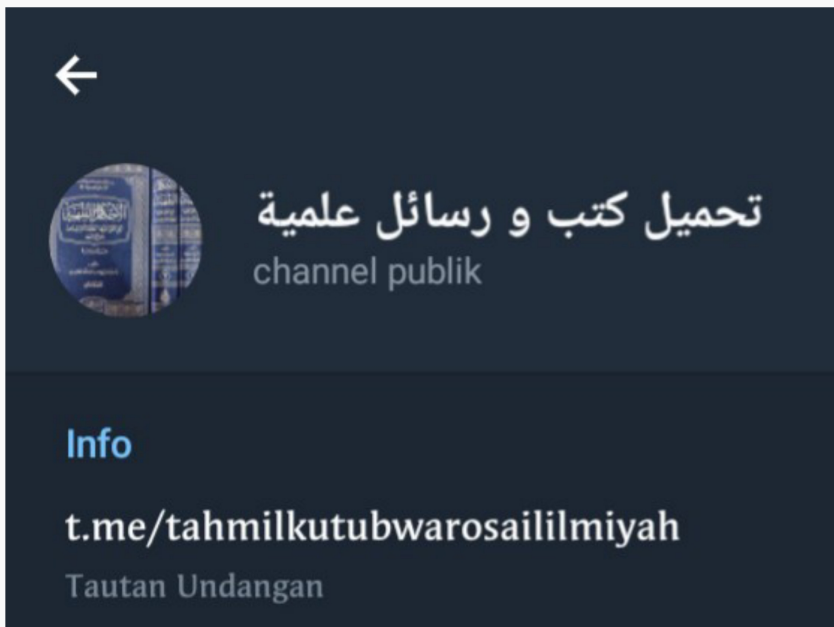 تحميل كتب و رسائل علمية
channel publik
Info
t.me/tahmilkutubwarosaililmiyah
Tautan Undangan